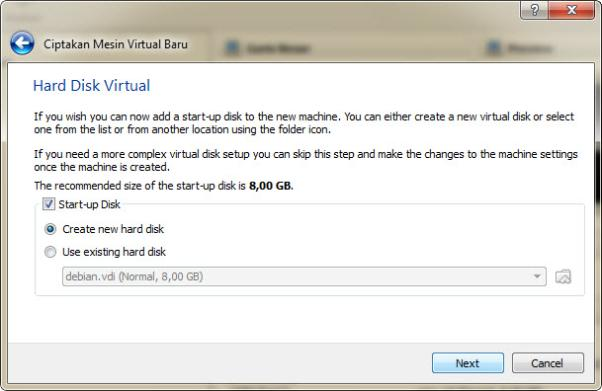 Ciptakan Mesin Virtual Baru
Hard Disk Virtual
If you wish you can now add a start-up disk to the new machine. You can either create a new virtual disk or select
one from the list or from another location using the folder icon.
If you need a more complex virtual disk setup you can skip this step and make the changes to the machine settings
once the machine is created.
The recommended size of the start-up disk is 8,00 GB.
Start-up Disk
Create new hard disk
Use existing hard disk
debian.vdi (Normal, 8,00 GB)
Next Cancel